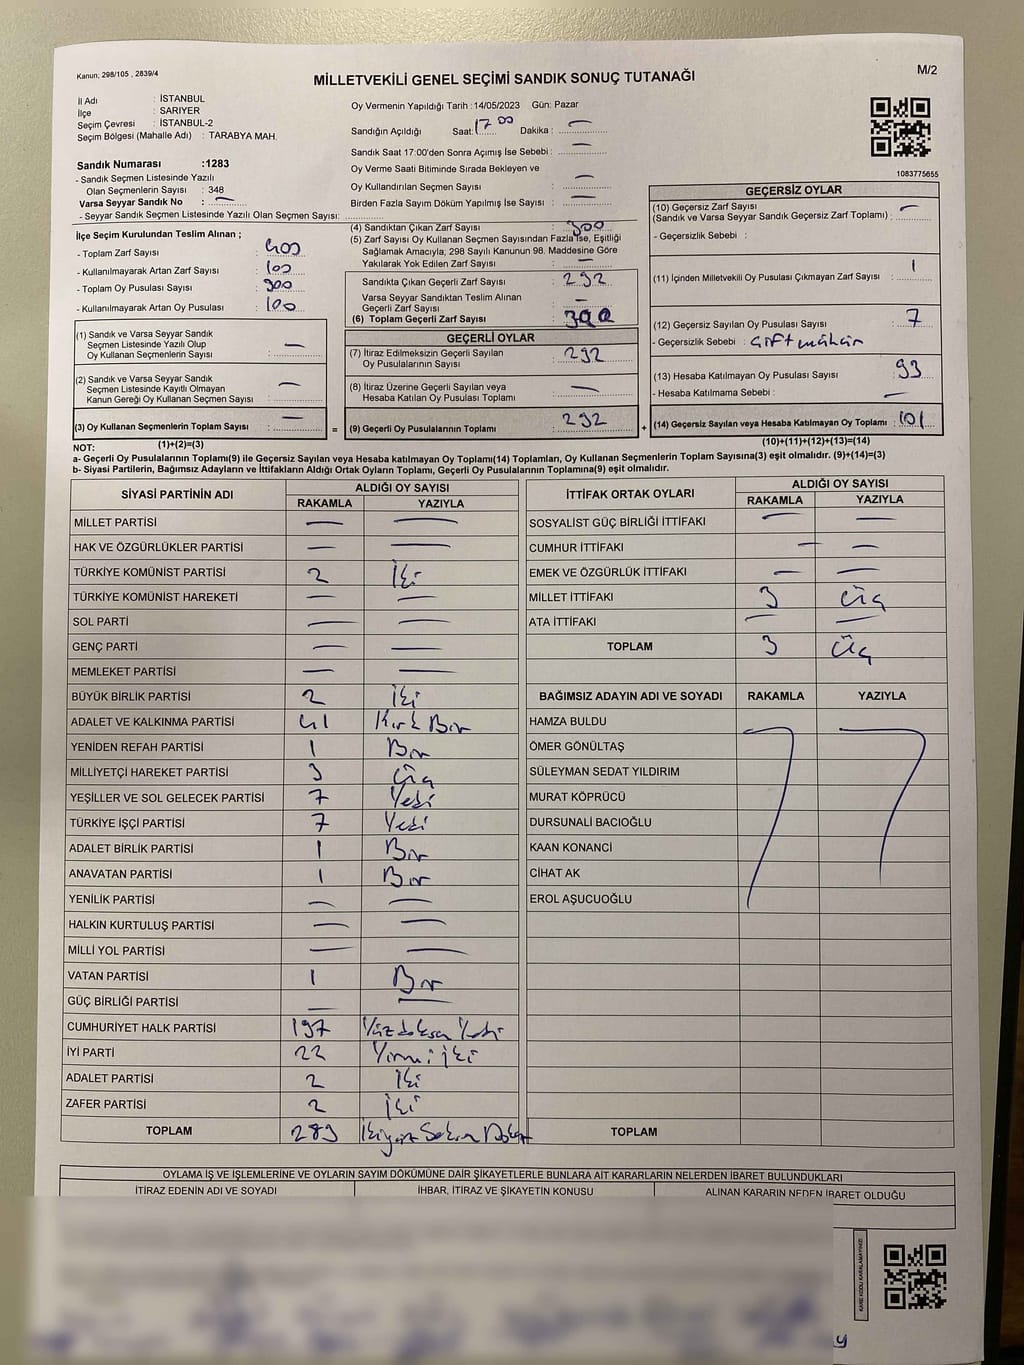 Kanun; 298/105 , 2839/4
MİLLETVEKİLİ GENEL SEÇİMİ SANDIK SONUÇ TUTANAĞI
M/2
İl Adı : İSTANBUL
İlçe : SARIYER
Seçim Çevresi : İSTANBUL-2
Seçim Bölgesi (Mahalle Adı) : TARABYA MAH.
Sandık Numarası :1283
- Sandık Seçmen Listesinde Yazılı
Olan Seçmenlerin Sayısı : 348
Varsa Seyyar Sandık No : —
- Seyyar Sandık Seçmen Listesinde Yazılı Olan Seçmen Sayısı:
Oy Vermenin Yapıldığı Tarih :14/05/2023 Gün: Pazar
Sandığın Açıldığı Saat: 17 00 Dakika : —
Sandık Saat 17:00'den Sonra Açımış İse Sebebi : —
Oy Verme Saati Bitiminde Sırada Bekleyen ve
Oy Kullandırılan Seçmen Sayısı : —
Birden Fazla Sayım Döküm Yapılmış İse Sayısı : —
1083775655
İlçe Seçim Kurulundan Teslim Alınan ;
- Toplam Zarf Sayısı : 400
- Kullanılmayarak Artan Zarf Sayısı : 100
- Toplam Oy Pusulası Sayısı : 300
- Kullanılmayarak Artan Oy Pusulası : 100
(4) Sandıktan Çıkan Zarf Sayısı : 300
(5) Zarf Sayısı Oy Kullanan Seçmen Sayısından Fazla İse, Eşitliği
Sağlamak Amacıyla, 298 Sayılı Kanunun 98. Maddesine Göre
Yakılarak Yok Edilen Zarf Sayısı : —
Sandıkta Çıkan Geçerli Zarf Sayısı : 292
Varsa Seyyar Sandıktan Teslim Alınan
Geçerli Zarf Sayısı : —
(6) Toplam Geçerli Zarf Sayısı :
GEÇERSİZ OYLAR
(10) Geçersiz Zarf Sayısı
(Sandık ve Varsa Seyyar Sandık Geçersiz Zarf Toplamı) : —
- Geçersizlik Sebebi :
(11) İçinden Milletvekili Oy Pusulası Çıkmayan Zarf Sayısı : 1
(12) Geçersiz Sayılan Oy Pusulası Sayısı : 7
- Geçersizlik Sebebi : Çift mühür
(13) Hesaba Katılmayan Oy Pusulası Sayısı : 93
- Hesaba Katılmama Sebebi : —
(14) Geçersiz Sayılan veya Hesaba Katılmayan Oy Toplamı : 101
(1) Sandık ve Varsa Seyyar Sandık
Seçmen Listesinde Yazılı Olup
Oy Kullanan Seçmenlerin Sayısı : —
(2) Sandık ve Varsa Seyyar Sandık
Seçmen Listesinde Kayıtlı Olmayan
Kanun Gereği Oy Kullanan Seçmen Sayısı : —
(3) Oy Kullanan Seçmenlerin Toplam Sayısı : —
=
GEÇERLİ OYLAR
(7) İtiraz Edilmeksizin Geçerli Sayılan
Oy Pusulalarının Sayısı : 292
(8) İtiraz Üzerine Geçerli Sayılan veya
Hesaba Katılan Oy Pusulası Toplamı : —
(9) Geçerli Oy Pusulalarının Toplamı : 292
+
(1)+(2)=(3)
(10)+(11)+(12)+(13)=(14)
NOT:
a- Geçerli Oy Pusulalarının Toplamı(9) ile Geçersiz Sayılan veya Hesaba katılmayan Oy Toplamı(14) Toplamları, Oy Kullanan Seçmenlerin Toplam Sayısına(3) eşit olmalıdır. (9)+(14)=(3)
b- Siyasi Partilerin, Bağımsız Adayların ve İttifakların Aldığı Ortak Oyların Toplamı, Geçerli Oy Pusulalarının Toplamına(9) eşit olmalıdır.
SİYASİ PARTİNİN ADI ALDIĞI OY SAYISI
RAKAMLA YAZIYLA
MİLLET PARTİSİ — —
HAK VE ÖZGÜRLÜKLER PARTİSİ — —
TÜRKİYE KOMÜNİST PARTİSİ 2 İki
TÜRKİYE KOMÜNİST HAREKETİ — —
SOL PARTİ — —
GENÇ PARTİ — —
MEMLEKET PARTİSİ — —
BÜYÜK BİRLİK PARTİSİ 2 İki
ADALET VE KALKINMA PARTİSİ 41 Kırk Bir
YENİDEN REFAH PARTİSİ 1 Bir
MİLLİYETÇİ HAREKET PARTİSİ 3 Üç
YEŞİLLER VE SOL GELECEK PARTİSİ 7 Yedi
TÜRKİYE İŞÇİ PARTİSİ 7 Yedi
ADALET BİRLİK PARTİSİ 1 Bir
ANAVATAN PARTİSİ 1 Bir
YENİLİK PARTİSİ — —
HALKIN KURTULUŞ PARTİSİ — —
MİLLİ YOL PARTİSİ — —
VATAN PARTİSİ 1 Bir
GÜÇ BİRLİĞİ PARTİSİ — —
CUMHURİYET HALK PARTİSİ 197 Yüz doksan Yedi
İYİ PARTİ 22 Yirmi iki
ADALET PARTİSİ 2 İki
ZAFER PARTİSİ 2 İki
TOPLAM 289 İkiyüz Seksen Dokuz
İTTİFAK ORTAK OYLARI ALDIĞI OY SAYISI
RAKAMLA YAZIYLA
SOSYALİST GÜÇ BİRLİĞİ İTTİFAKI — —
CUMHUR İTTİFAKI — —
EMEK VE ÖZGÜRLÜK İTTİFAKI — —
MİLLET İTTİFAKI 3 Üç
ATA İTTİFAKI — —
TOPLAM 3 Üç
BAĞIMSIZ ADAYIN ADI VE SOYADI RAKAMLA YAZIYLA
HAMZA BULDU
ÖMER GÖNÜLTAŞ
SÜLEYMAN SEDAT YILDIRIM
MURAT KÖPRÜCÜ
DURSUNALİ BACIOĞLU
KAAN KONANCİ
CİHAT AK
EROL AŞUCUOĞLU
TOPLAM
OYLAMA İŞ VE İŞLEMLERİNE VE OYLARIN SAYIM DÖKÜMÜNE DAİR ŞİKAYETLERLE BUNLARA AİT KARARLARIN NELERDEN İBARET BULUNDUKLARI
İTİRAZ EDENİN ADI VE SOYADI İHBAR, İTİRAZ VE ŞİKAYETİN KONUSU ALINAN KARARIN NEDEN İBARET OLDUĞU
KARE KODU KARALAMAYINIZ!